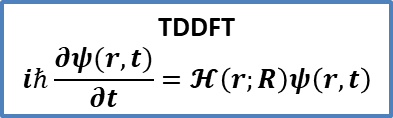 TDDFT
iℏ ∂ψ(r,t)/∂t = ℋ(r;R)ψ(r,t)